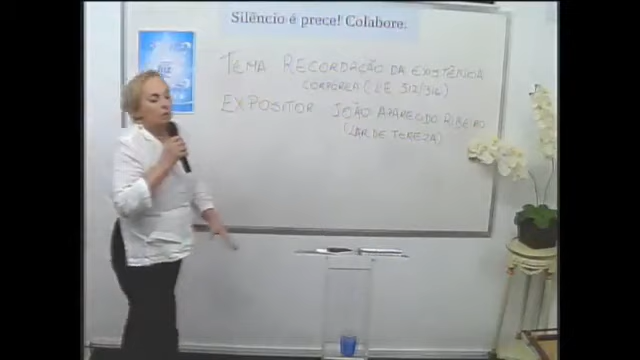 Silêncio é prece! Colabore.
TEMA RECORDAÇÃO DA EXISTÊNCIA
CORPÓREA (LE 312/316)
EXPOSITOR JOÃO APARECIDO RIBEIRO
(LAR DE TEREZA)